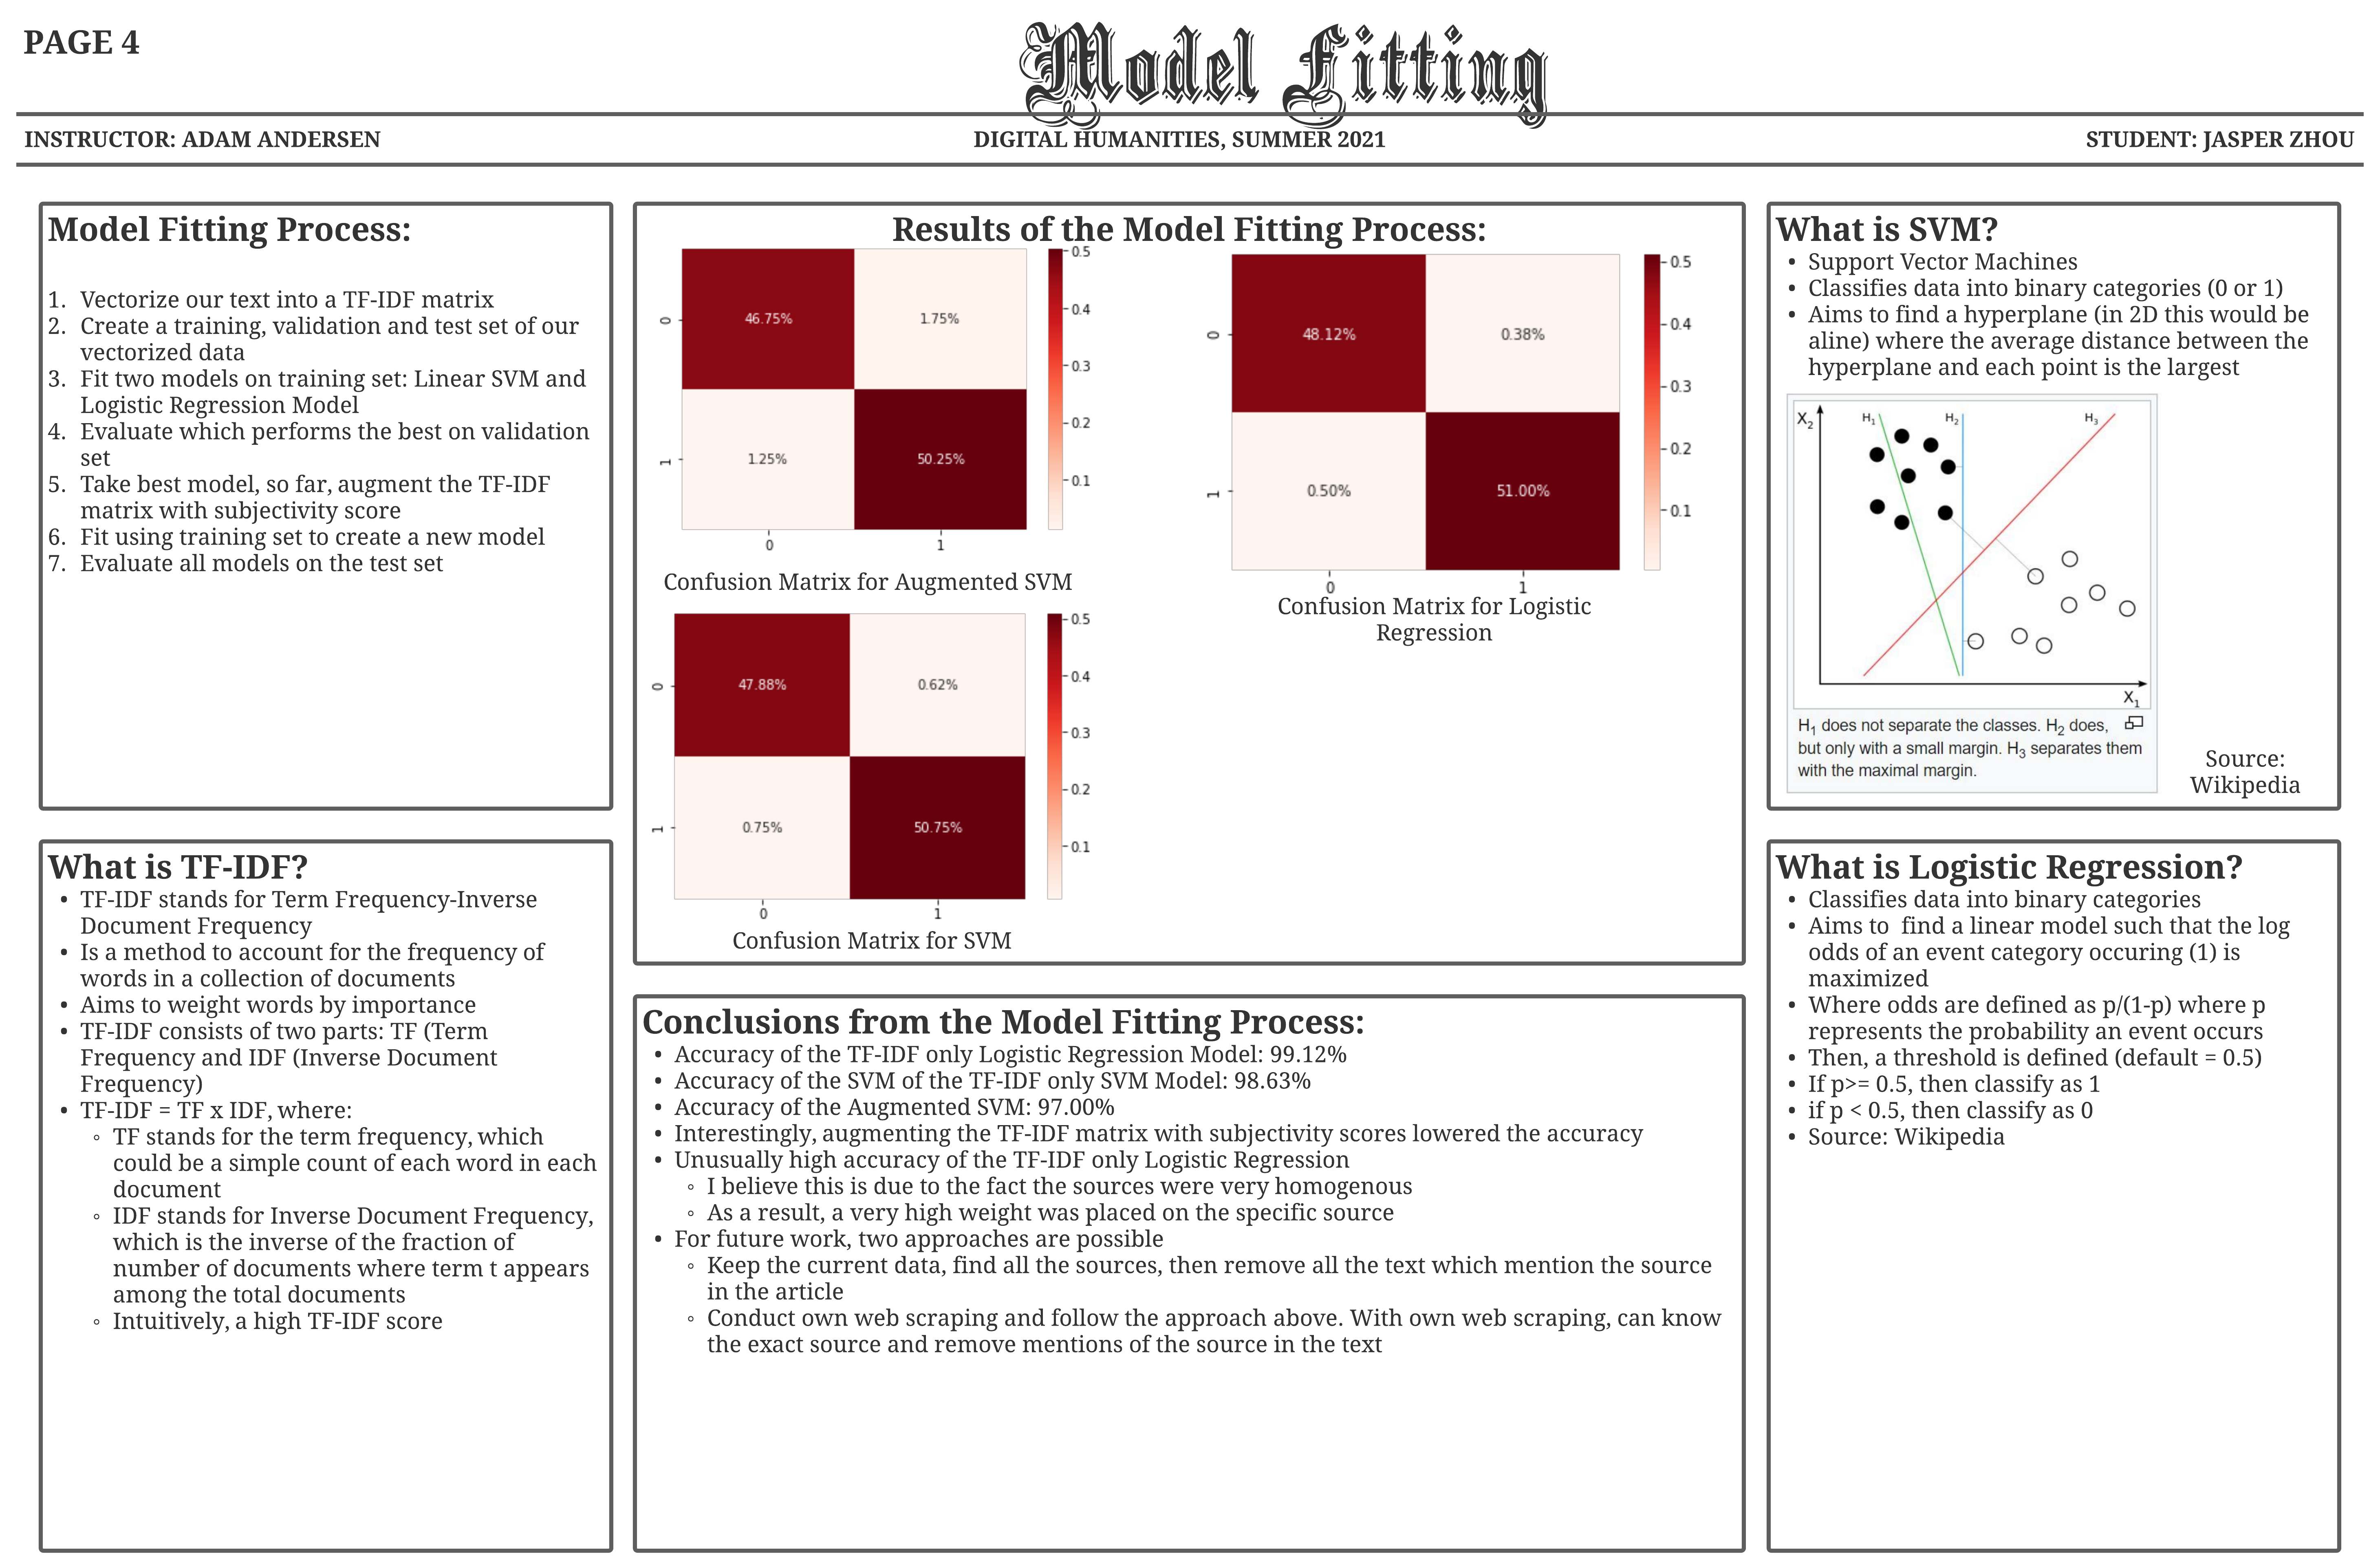 PAGE 4
Model Fitting
INSTRUCTOR: ADAM ANDERSEN
DIGITAL HUMANITIES, SUMMER 2021
STUDENT: JASPER ZHOU
Model Fitting Process:
1. Vectorize our text into a TF-IDF matrix
2. Create a training, validation and test set of our
vectorized data
3. Fit two models on training set: Linear SVM and
Logistic Regression Model
4. Evaluate which performs the best on validation
set
5. Take best model, so far, augment the TF-IDF
matrix with subjectivity score
6. Fit using training set to create a new model
7. Evaluate all models on the test set
What is TF-IDF?
• TF-IDF stands for Term Frequency-Inverse
Document Frequency
• Is a method to account for the frequency of
words in a collection of documents
• Aims to weight words by importance
• TF-IDF consists of two parts: TF (Term
Frequency and IDF (Inverse Document
Frequency)
• TF-IDF = TF x IDF, where:
◦ TF stands for the term frequency, which
could be a simple count of each word in each
document
◦ IDF stands for Inverse Document Frequency,
which is the inverse of the fraction of
number of documents where term t appears
among the total documents
◦ Intuitively, a high TF-IDF score
Results of the Model Fitting Process:
0
46.75%
1.75%
1
1.25%
50.25%
0
1
0.5
0.4
0.3
0.2
0.1
Confusion Matrix for Augmented SVM
0
48.12%
0.38%
1
0.50%
51.00%
0
1
0.5
0.4
0.3
0.2
0.1
Confusion Matrix for Logistic
Regression
0
47.88%
0.62%
1
0.75%
50.75%
0
1
0.5
0.4
0.3
0.2
0.1
Confusion Matrix for SVM
Conclusions from the Model Fitting Process:
• Accuracy of the TF-IDF only Logistic Regression Model: 99.12%
• Accuracy of the SVM of the TF-IDF only SVM Model: 98.63%
• Accuracy of the Augmented SVM: 97.00%
• Interestingly, augmenting the TF-IDF matrix with subjectivity scores lowered the accuracy
• Unusually high accuracy of the TF-IDF only Logistic Regression
◦ I believe this is due to the fact the sources were very homogenous
◦ As a result, a very high weight was placed on the specific source
• For future work, two approaches are possible
◦ Keep the current data, find all the sources, then remove all the text which mention the source
in the article
◦ Conduct own web scraping and follow the approach above. With own web scraping, can know
the exact source and remove mentions of the source in the text
What is SVM?
• Support Vector Machines
• Classifies data into binary categories (0 or 1)
• Aims to find a hyperplane (in 2D this would be
aline) where the average distance between the
hyperplane and each point is the largest
X2
H1
H2
H3
X1
H1 does not separate the classes. H2 does,
but only with a small margin. H3 separates them
with the maximal margin.
Source:
Wikipedia
What is Logistic Regression?
• Classifies data into binary categories
• Aims to  find a linear model such that the log
odds of an event category occuring (1) is
maximized
• Where odds are defined as p/(1-p) where p
represents the probability an event occurs
• Then, a threshold is defined (default = 0.5)
• If p>= 0.5, then classify as 1
• if p < 0.5, then classify as 0
• Source: Wikipedia